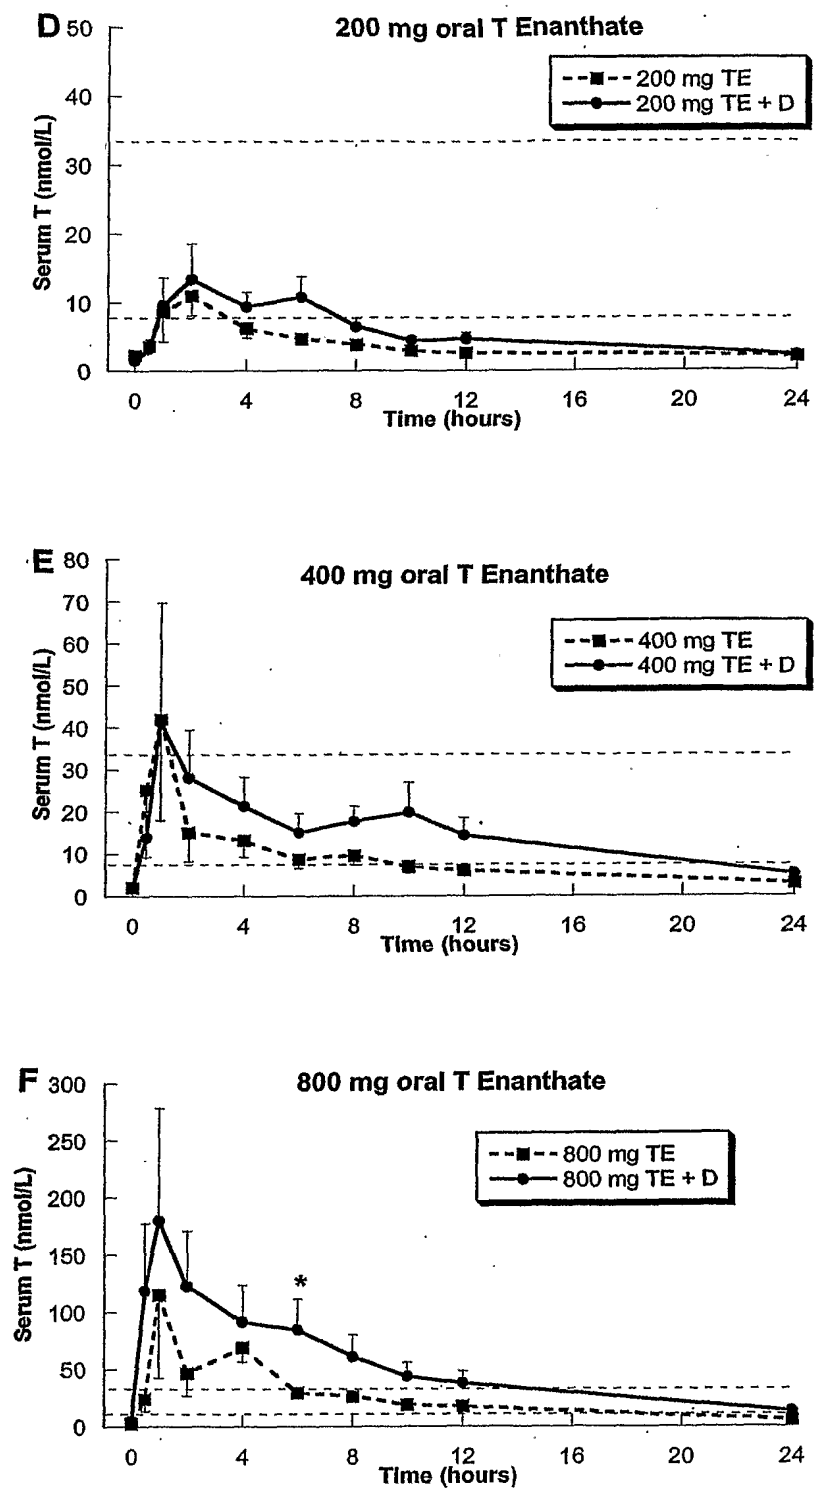 D
200 mg oral T Enanthate
50
40
30
20
10
0
Serum T (nmol/L)
200 mg TE
200 mg TE + D
0 4 8 12 16 20 24
Time (hours)
E
400 mg oral T Enanthate
80
70
60
50
40
30
20
10
0
Serum T (nmol/L)
400 mg TE
400 mg TE + D
0 4 8 12 16 20 24
Time (hours)
F
800 mg oral T Enanthate
300
250
200
150
100
50
0
Serum T (nmol/L)
800 mg TE
800 mg TE + D
*
0 4 8 12 16 20 24
Time (hours)